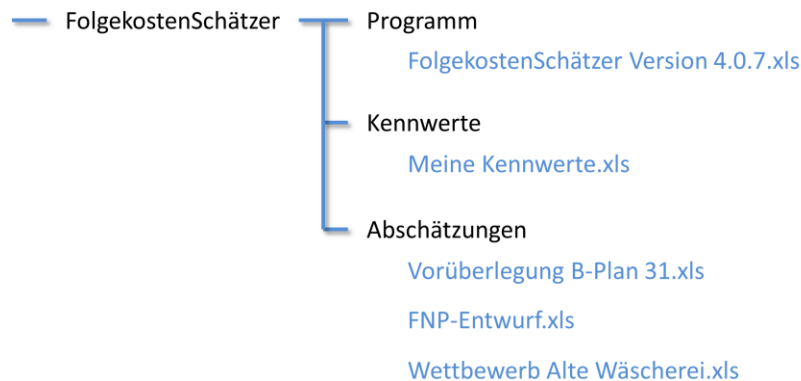 FolgekostenSchätzer
Programm
FolgekostenSchätzer Version 4.0.7.xls
Kennwerte
Meine Kennwerte.xls
Abschätzungen
Vorüberlegung B-Plan 31.xls
FNP-Entwurf.xls
Wettbewerb Alte Wäscherei.xls